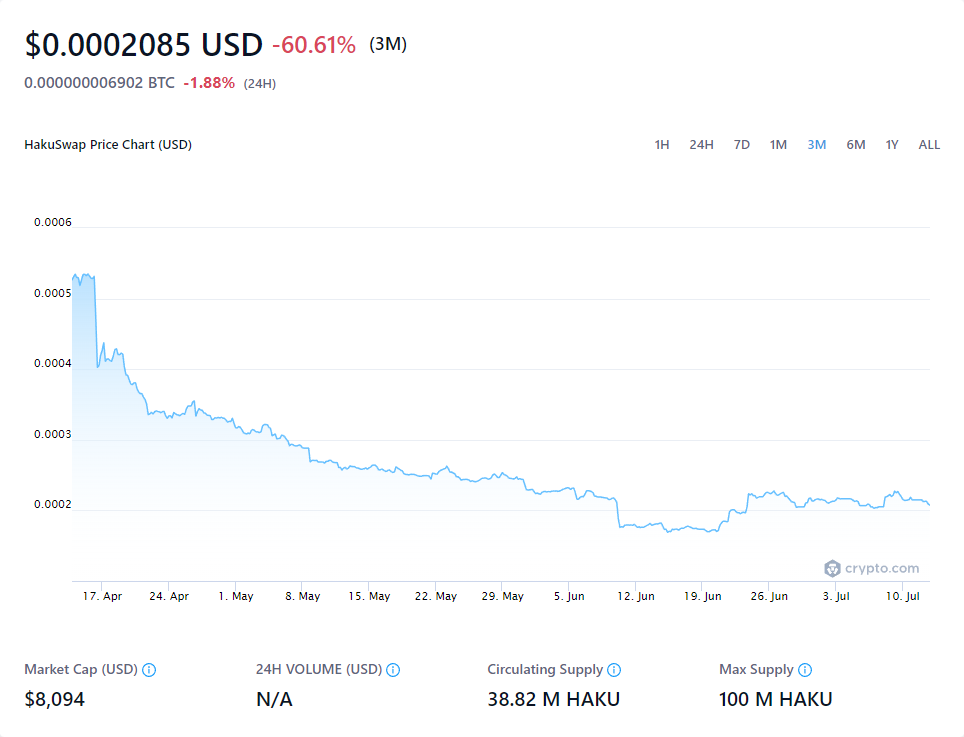 $0.0002085 USD -60.61% (3M)
0.000000006902 BTC -1.88% (24H)
HakuSwap Price Chart (USD) 1H 24H 7D 1M 3M 6M 1Y ALL
0.0006
0.0005
0.0004
0.0003
0.0002
crypto.com
17. Apr 24. Apr 1. May 8. May 15. May 22. May 29. May 5. Jun 12. Jun 19. Jun 26. Jun 3. Jul 10. Jul
Market Cap (USD) 24H VOLUME (USD) Circulating Supply Max Supply
$8,094 N/A 38.82 M HAKU 100 M HAKU